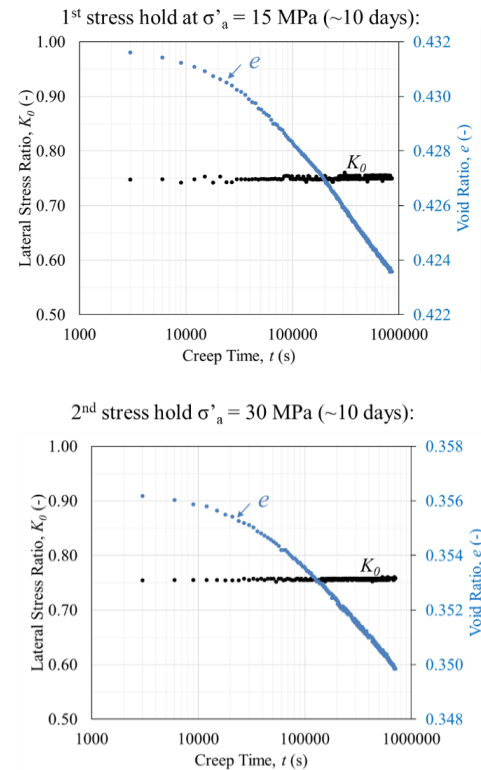 1st stress hold at σ'a = 15 MPa (~10 days):
1.00
0.90
0.80
0.70
0.60
0.50
Lateral Stress Ratio, K0 (-)
e
K0
0.432
0.430
0.428
0.426
0.424
0.422
Void Ratio, e (-)
1000
10000
100000
1000000
Creep Time, t (s)
2nd stress hold σ'a = 30 MPa (~10 days):
1.00
0.90
0.80
0.70
0.60
0.50
Lateral Stress Ratio, K0 (-)
e
K0
0.358
0.356
0.354
0.352
0.350
0.348
Void Ratio, e (-)
1000
10000
100000
1000000
Creep Time, t (s)